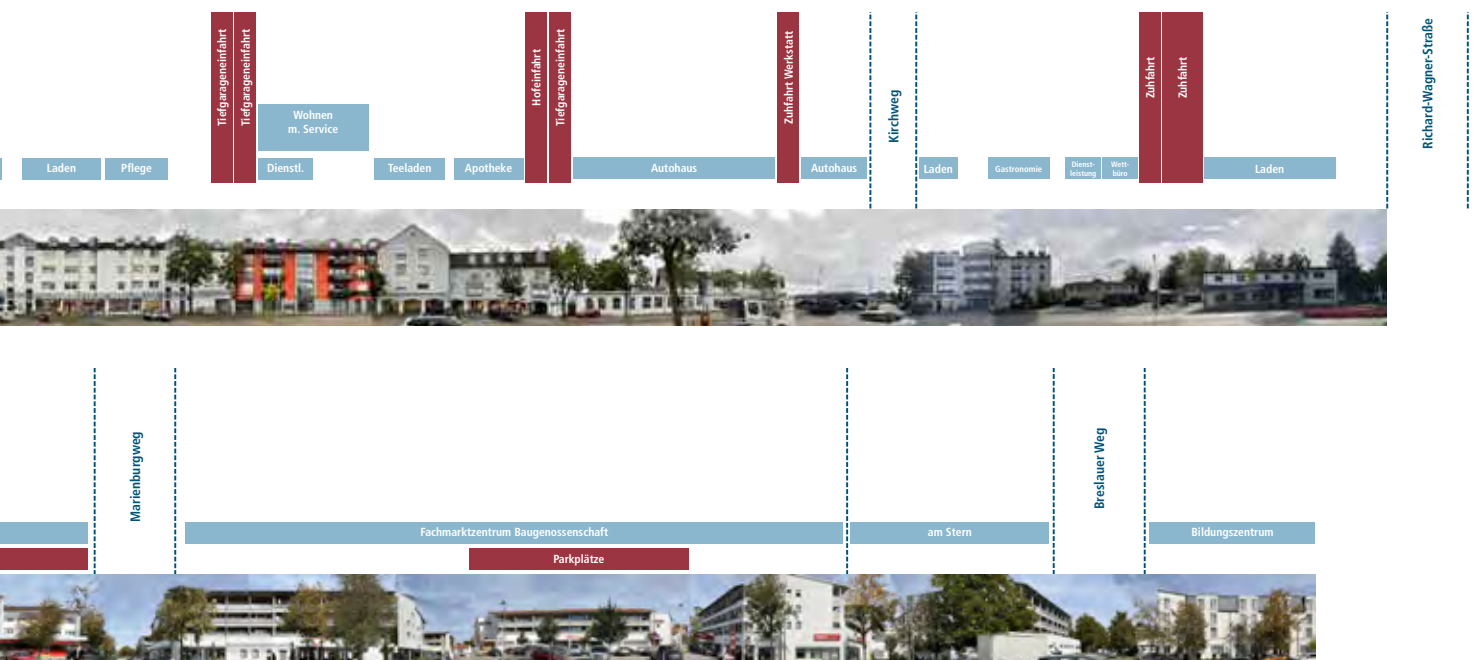 Tiefgarageneinfahrt
Tiefgarageneinfahrt
Hofeinfahrt
Tiefgarageneinfahrt
Zuhfahrt Werkstatt
Kirchweg
Zuhfahrt
Zuhfahrt
Richard-Wagner-Straße
Wohnen
m. Service
Laden
Pflege
Dienstl.
Teeladen
Apotheke
Autohaus
Autohaus
Laden
Gastronomie
Dienst-
leistung
Wett-
büro
Laden
Marienburgweg
Breslauer Weg
Fachmarktzentrum Baugenossenschaft
am Stern
Bildungszentrum
Parkplätze